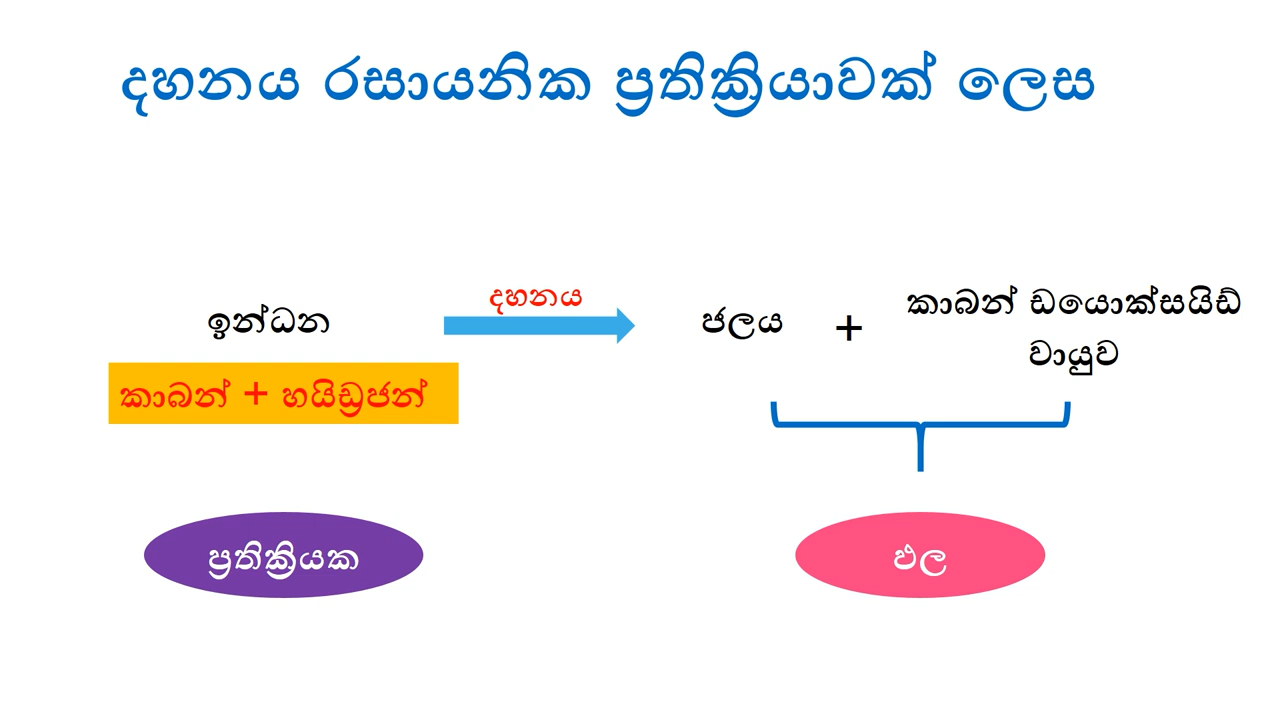 දහනය රසායනික ප්‍රතික්‍රියාවක් ලෙස
දහනය
ඉන්ධන
ජලය + කාබන් ඩයොක්සයිඩ්
වායුව
කාබන් + හයිඩ්‍රජන්
ප්‍රතික්‍රියක
ඵල